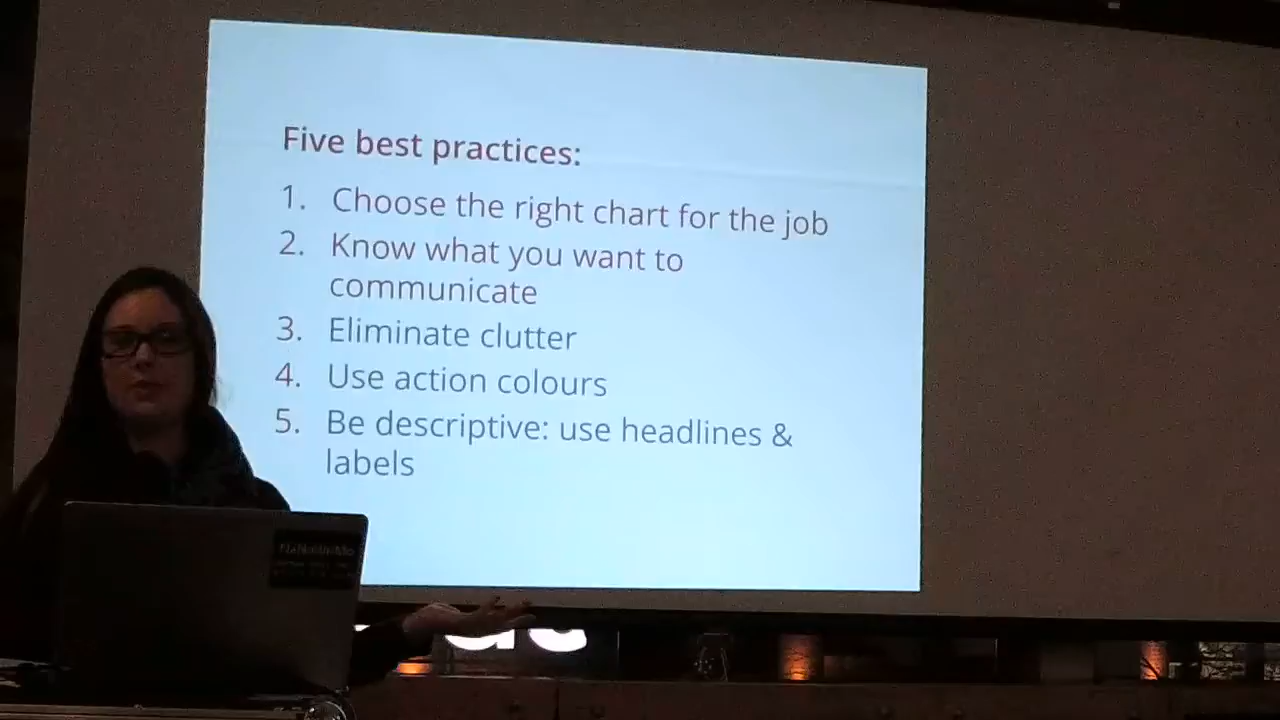 Five best practices:
1. Choose the right chart for the job
2. Know what you want to
communicate
3. Eliminate clutter
4. Use action colours
5. Be descriptive: use headlines &
labels